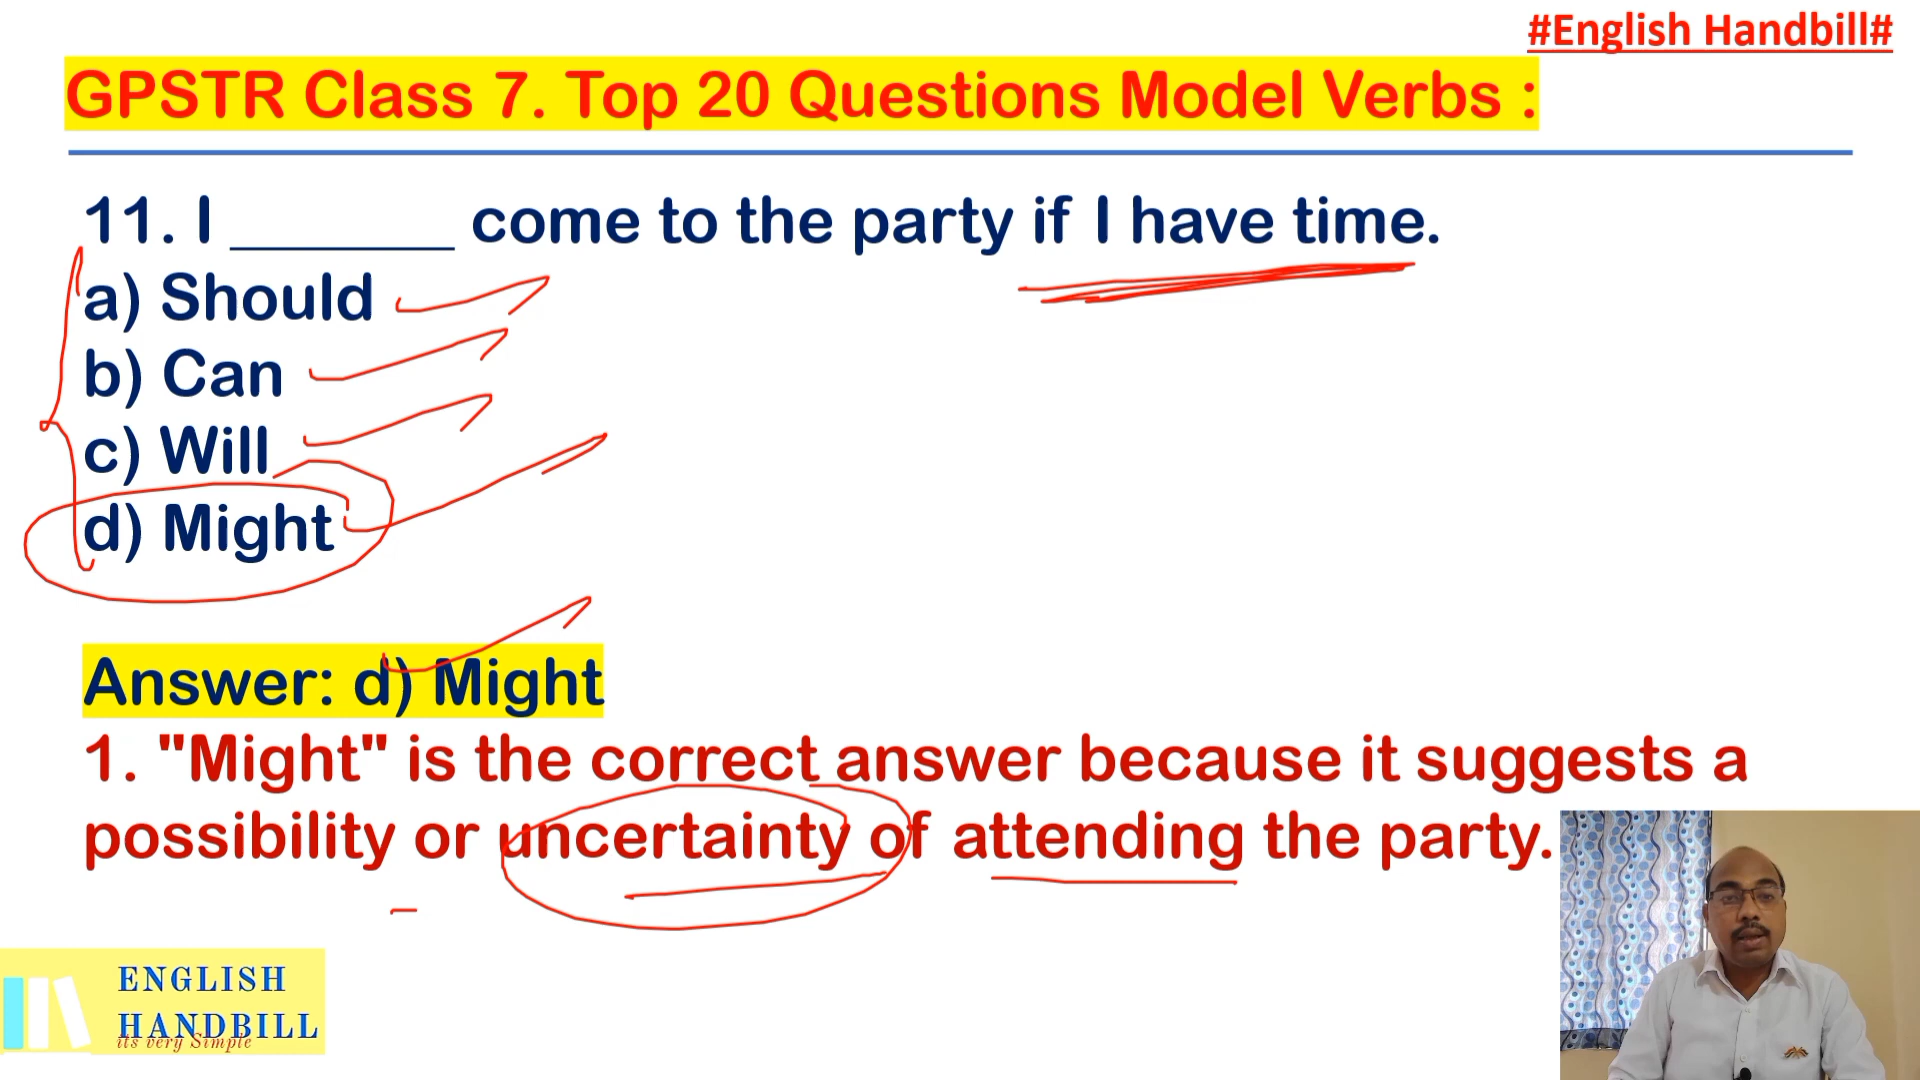 #English Handbill#
GPSTR Class 7. Top 20 Questions Model Verbs :
11. I _______ come to the party if I have time.
a) Should
b) Can
c) Will
d) Might
Answer: d) Might
1. "Might" is the correct answer because it suggests a
possibility or uncertainty of attending the party.
ENGLISH
HANDBILL
its very Simple